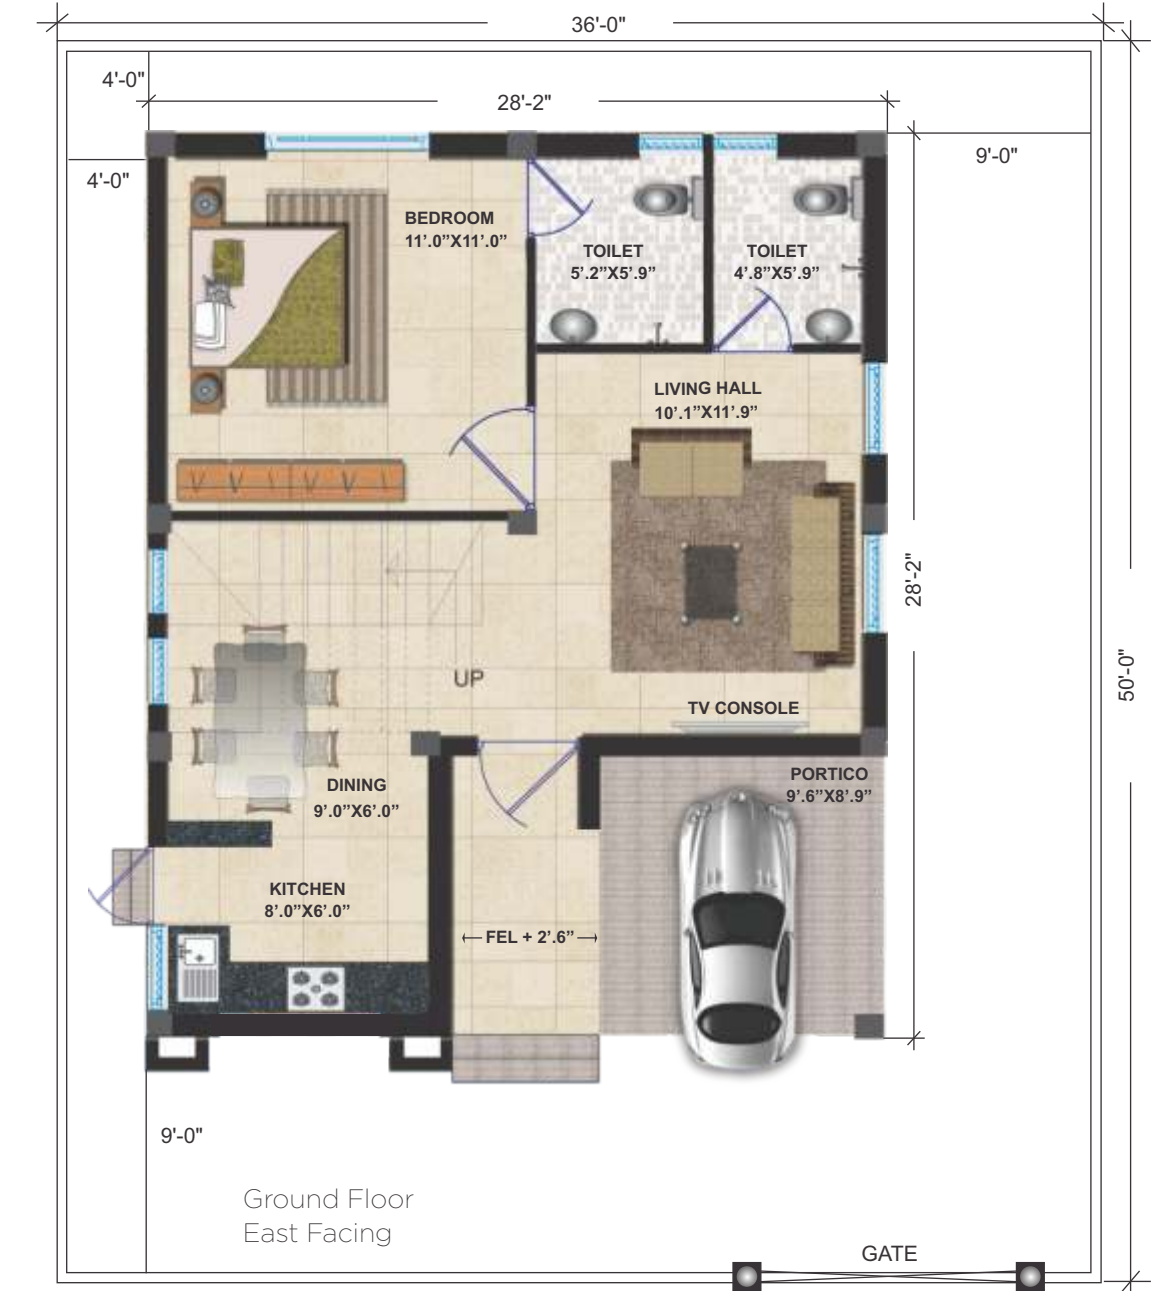 36'-0"
4'-0"
28'-2"
9'-0"
4'-0"
BEDROOM
11'.0”X11'.0”
TOILET
5'.2”X5'.9”
TOILET
4'.8”X5'.9”
LIVING HALL
10'.1”X11'.9”
28'-2"
50'-0"
UP
TV CONSOLE
PORTICO
9'.6”X8'.9”
DINING
9'.0”X6'.0”
KITCHEN
8'.0”X6'.0”
FEL + 2'.6”
9'-0"
Ground Floor
East Facing
GATE